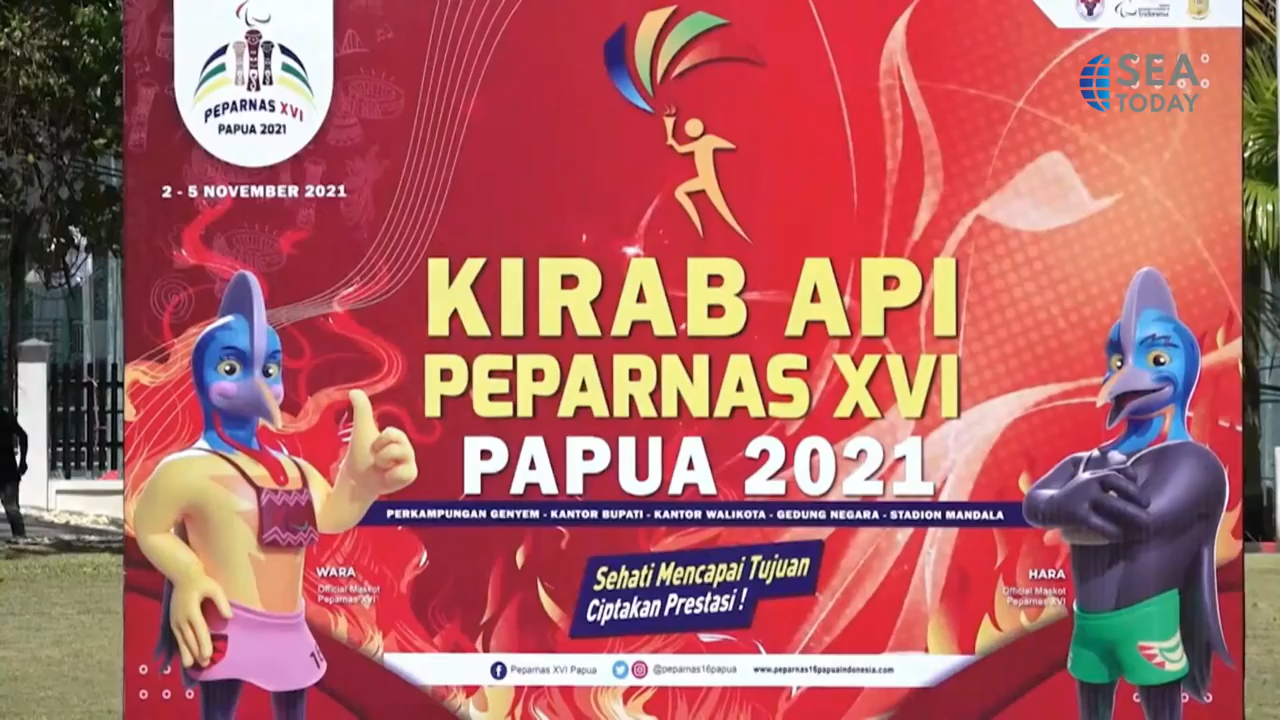 SEA
TODAY
PEPARNAS XVI
PAPUA 2021
2 - 5 NOVEMBER 2021
KIRAB API
PEPARNAS XVI
PAPUA 2021
PERKAMPUNGAN GENYEM - KANTOR BUPATI - KANTOR WALIKOTA - GEDUNG NEGARA - STADION MANDALA
Sehati Mencapai Tujuan
Ciptakan Prestasi !
WARA
Official Maskot
Peparnas XVI
HARA
Official Maskot
Peparnas XVI
Peparnas XVI Papua
@peparnas16papua
www.peparnas16papuaindonesia.com